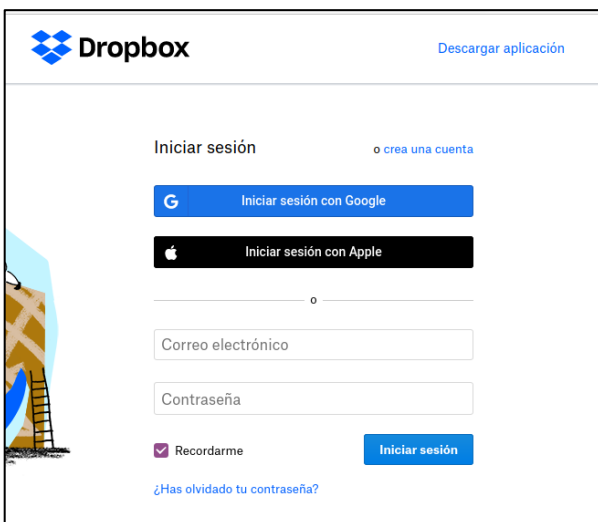 Dropbox
Descargar aplicación
Iniciar sesión
o crea una cuenta
G Iniciar sesión con Google
Iniciar sesión con Apple
o
Correo electrónico
Contraseña
Recordarme
Iniciar sesión
¿Has olvidado tu contraseña?